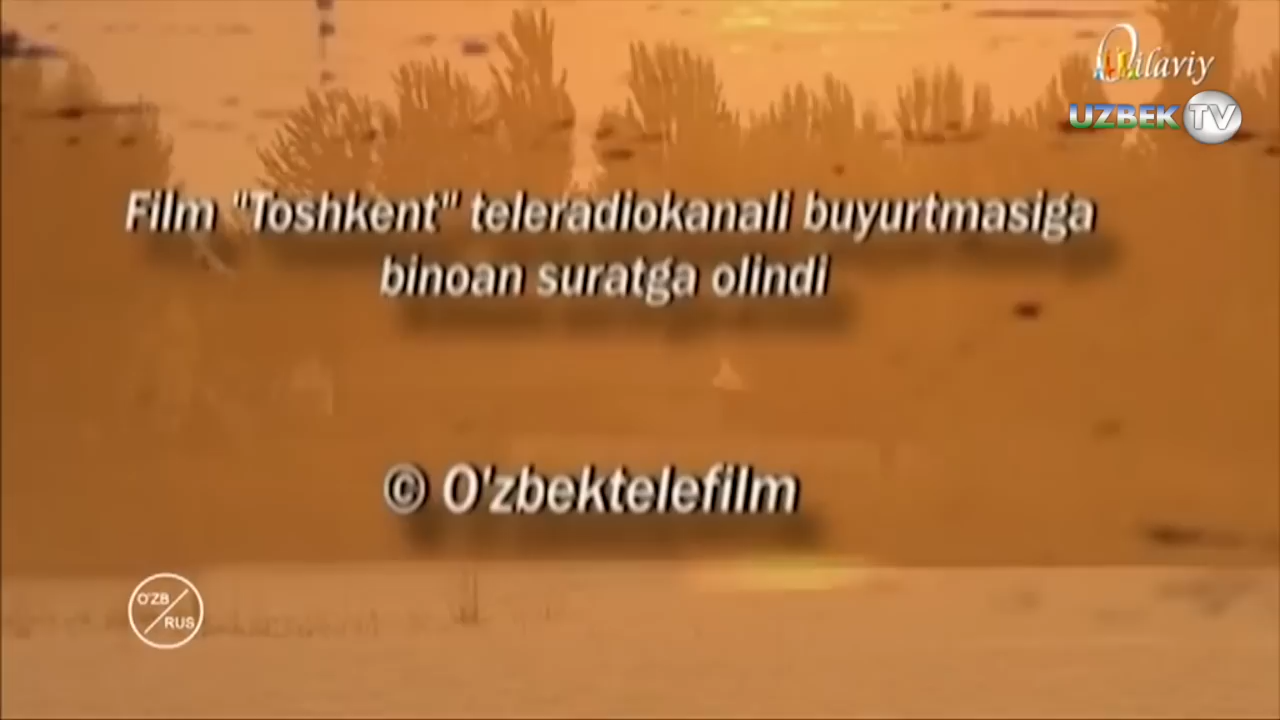 Oilaviy
UZBEK TV
Film "Toshkent" teleradiokanali buyurtmasiga
binoan suratga olindi
© O'zbektelefilm
O'ZB
RUS